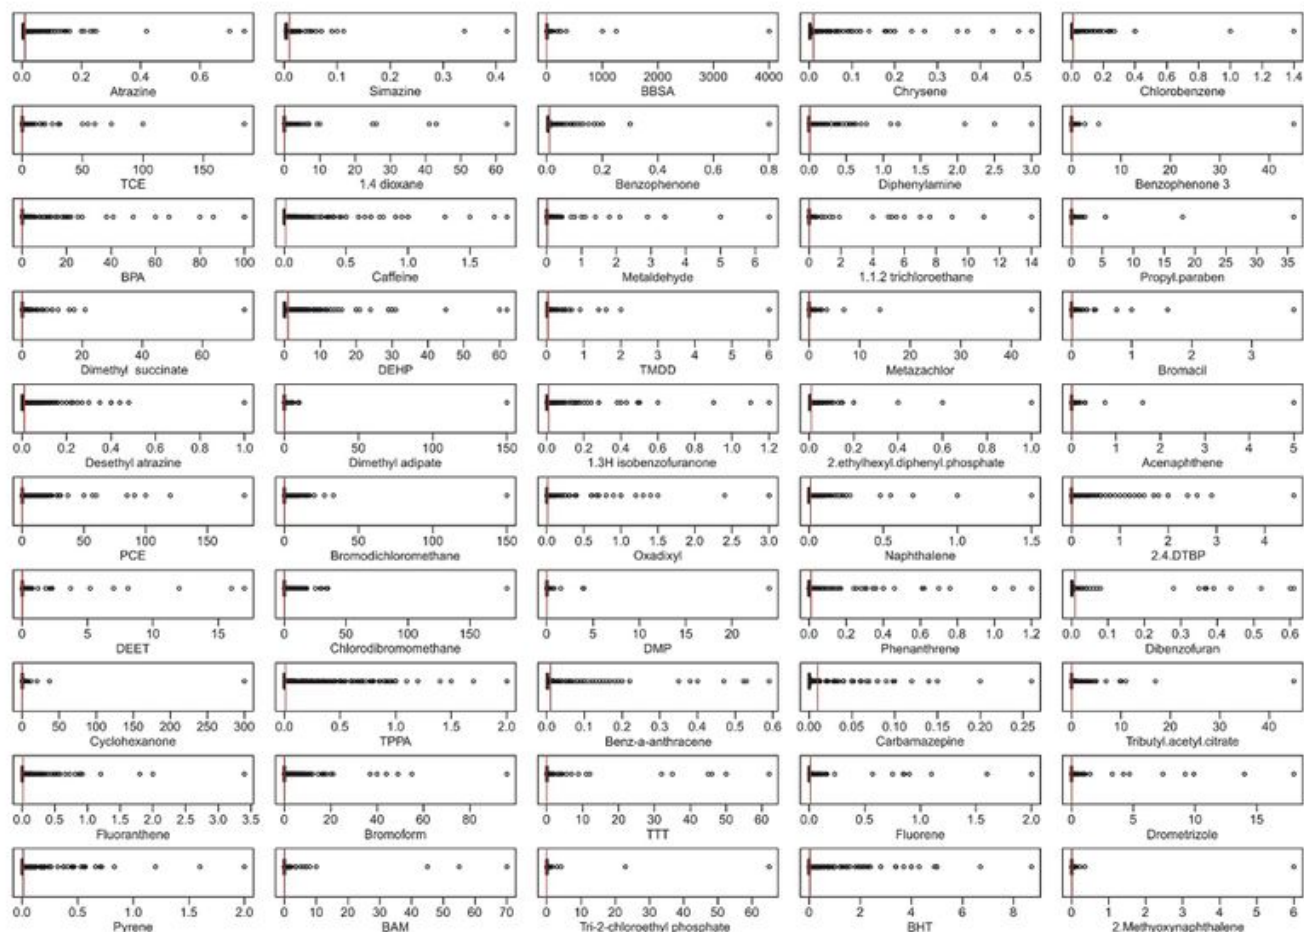 0.0 0.2 0.4 0.6 0.0 0.1 0.2 0.3 0.4 0 1000 2000 3000 4000 0.0 0.1 0.2 0.3 0.4 0.5 0.0 0.2 0.4 0.6 0.8 1.0 1.4
Atrazine Simazine BBSA Chrysene Chlorobenzene
0 50 100 150 0 10 20 30 40 50 60 0.0 0.2 0.4 0.6 0.8 0.0 0.5 1.0 1.5 2.0 2.5 3.0 0 10 20 30 40
TCE 1.4 dioxane Benzophenone Diphenylamine Benzophenone 3
0 20 40 60 80 100 0.0 0.5 1.0 1.5 0 1 2 3 4 5 6 0 2 4 6 8 10 12 14 0 5 10 15 20 25 30 35
BPA Caffeine Metaldehyde 1.1.2 trichloroethane Propyl.paraben
0 20 40 60 0 10 20 30 40 50 60 0 1 2 3 4 5 6 0 10 20 30 40 0 1 2 3
Dimethyl succinate DEHP TMDD Metazachlor Bromacil
0.0 0.2 0.4 0.6 0.8 1.0 0 50 100 150 0.0 0.2 0.4 0.6 0.8 1.0 1.2 0.0 0.2 0.4 0.6 0.8 1.0 0 1 2 3 4 5
Desethyl atrazine Dimethyl adipate 1.3H isobenzofuranone 2.ethylhexyl.diphenyl.phosphate Acenaphthene
0 50 100 150 0 50 100 150 0.0 0.5 1.0 1.5 2.0 2.5 3.0 0.0 0.5 1.0 1.5 0 1 2 3 4
PCE Bromodichloromethane Oxadixyl Naphthalene 2.4.DTBP
0 5 10 15 0 50 100 150 0 5 10 15 20 0.0 0.2 0.4 0.6 0.8 1.0 1.2 0.0 0.1 0.2 0.3 0.4 0.5 0.6
DEET Chlorodibromomethane DMP Phenanthrene Dibenzofuran
0 50 100 150 200 250 300 0.0 0.5 1.0 1.5 2.0 0.0 0.1 0.2 0.3 0.4 0.5 0.6 0.00 0.05 0.10 0.15 0.20 0.25 0 10 20 30 40
Cyclohexanone TPPA Benz-a-anthracene Carbamazepine Tributyl.acetyl.citrate
0.0 0.5 1.0 1.5 2.0 2.5 3.0 3.5 0 20 40 60 80 0 10 20 30 40 50 60 0.0 0.5 1.0 1.5 2.0 0 5 10 15
Fluoranthene Bromoform TTT Fluorene Drometrizole
0.0 0.5 1.0 1.5 2.0 0 10 20 30 40 50 60 70 0 10 20 30 40 50 60 0 2 4 6 8 0 1 2 3 4 5 6
Pyrene BAM Tri-2-chloroethyl phosphate BHT 2.Methyoxynaphthalene